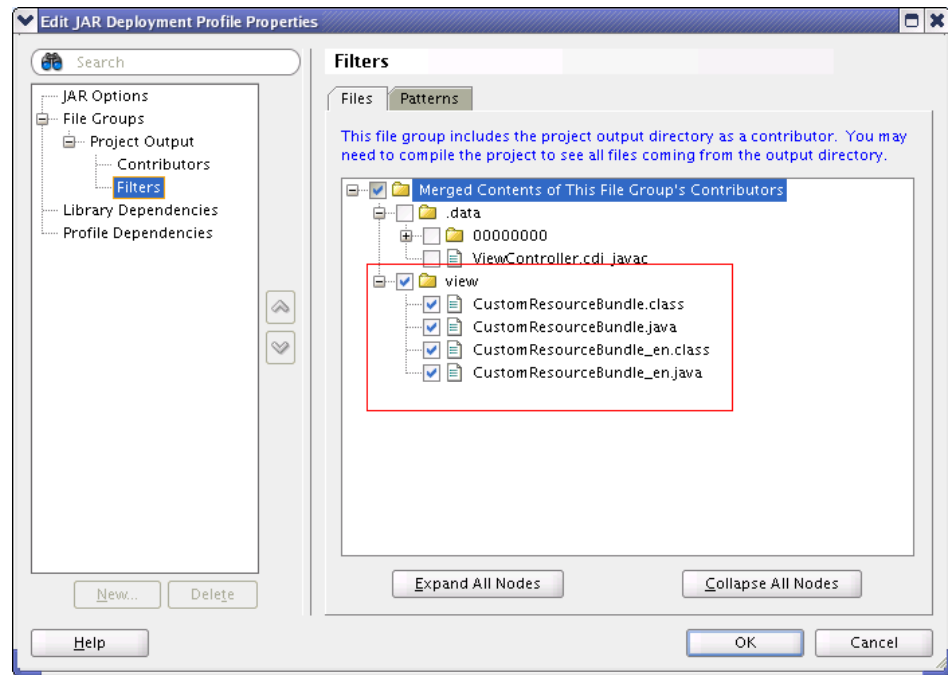 Edit JAR Deployment Profile Properties
Search
JAR Options
File Groups
Project Output
Contributors
Filters
Library Dependencies
Profile Dependencies
New...
Delete
Filters
Files
Patterns
This file group includes the project output directory as a contributor. You may
need to compile the project to see all files coming from the output directory.
Merged Contents of This File Group's Contributors
.data
00000000
ViewController.cdi_javac
view
CustomResourceBundle.class
CustomResourceBundle.java
CustomResourceBundle_en.class
CustomResourceBundle_en.java
Expand All Nodes
Collapse All Nodes
Help
OK
Cancel